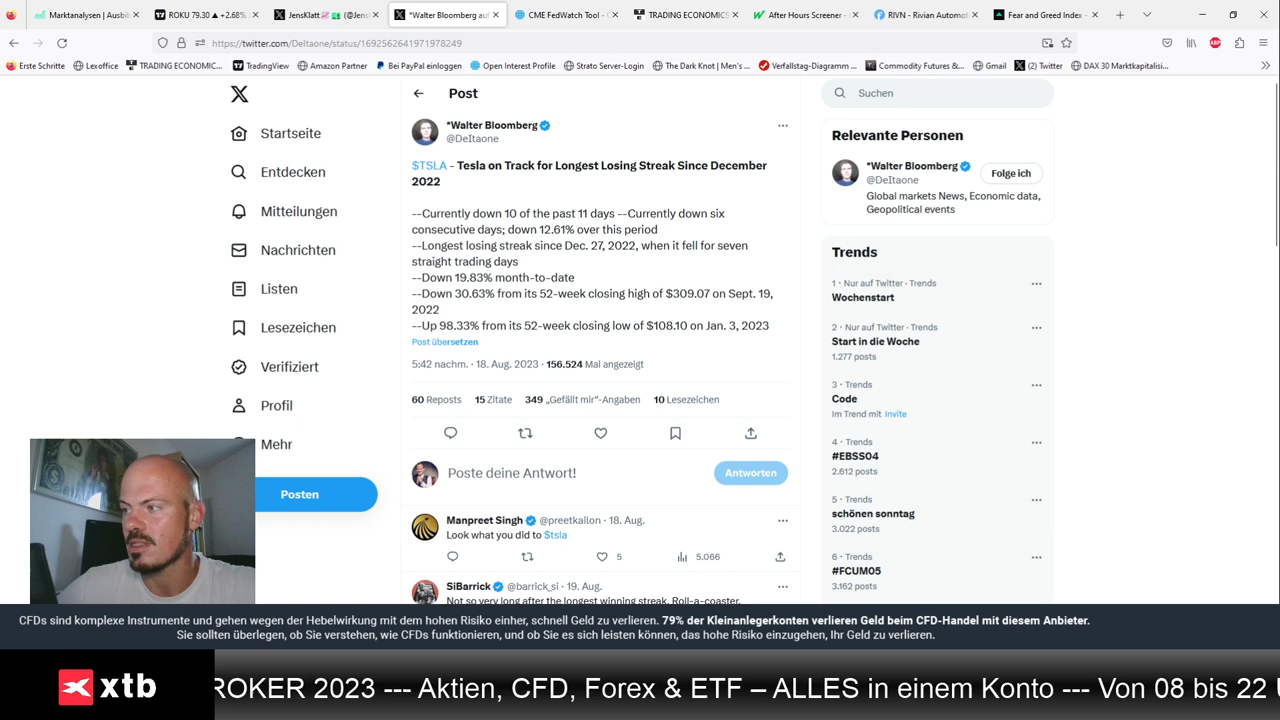 Marktanalysen | Ausbil
ROKU 79.30 ▲ +2.68%
JensKlatt (@JensK
*Walter Bloomberg auf
CME FedWatch Tool - C
TRADING ECONOMICS
After Hours Screener -
RIVN - Rivian Automot
Fear and Greed Index -
https://twitter.com/DeItaone/status/1692562641971978249
Erste Schritte
Lexoffice
TRADING ECONOMIC...
TradingView
Amazon Partner
Bei PayPal einloggen
Open Interest Profile
Strato Server-Login
The Dark Knot | Men's ...
Verfallstag-Diagramm ...
Commodity Futures &...
Gmail
(2) Twitter
DAX 30 Marktkapitalisi...
Startseite
Entdecken
Mitteilungen
Nachrichten
Listen
Lesezeichen
Verifiziert
Profil
Mehr
Posten
Post
*Walter Bloomberg
@DeItaone
$TSLA - Tesla on Track for Longest Losing Streak Since December
2022
--Currently down 10 of the past 11 days --Currently down six
consecutive days; down 12.61% over this period
--Longest losing streak since Dec. 27, 2022, when it fell for seven
straight trading days
--Down 19.83% month-to-date
--Down 30.63% from its 52-week closing high of $309.07 on Sept. 19,
2022
--Up 98.33% from its 52-week closing low of $108.10 on Jan. 3, 2023
Post übersetzen
5:42 nachm. · 18. Aug. 2023 · 156.524 Mal angezeigt
60 Reposts 15 Zitate 349 „Gefällt mir“-Angaben 10 Lesezeichen
Poste deine Antwort!
Antworten
Manpreet Singh @preetkailon · 18. Aug.
Look what you did to $tsla
5
5.066
SiBarrick @barrick_si · 19. Aug.
Not so very long after the longest winning streak. Roll-a-coaster.
Suchen
Relevante Personen
*Walter Bloomberg
@DeItaone
Folge ich
Global markets News, Economic data,
Geopolitical events
Trends
1 · Nur auf Twitter · Trends
Wochenstart
2 · Nur auf Twitter · Trends
Start in die Woche
1.277 posts
3 · Trends
Code
Im Trend mit Invite
4 · Trends
#EBSS04
2.612 posts
5 · Trends
schönen sonntag
3.022 posts
6 · Trends
#FCUM05
3.162 posts
CFDs sind komplexe Instrumente und gehen wegen der Hebelwirkung mit dem hohen Risiko einher, schnell Geld zu verlieren. 79% der Kleinanlegerkonten verlieren Geld beim CFD-Handel mit diesem Anbieter.
Sie sollten überlegen, ob Sie verstehen, wie CFDs funktionieren, und ob Sie es sich leisten können, das hohe Risiko einzugehen, Ihr Geld zu verlieren.
xtb
ROKER 2023 --- Aktien, CFD, Forex & ETF – ALLES in einem Konto --- Von 08 bis 22